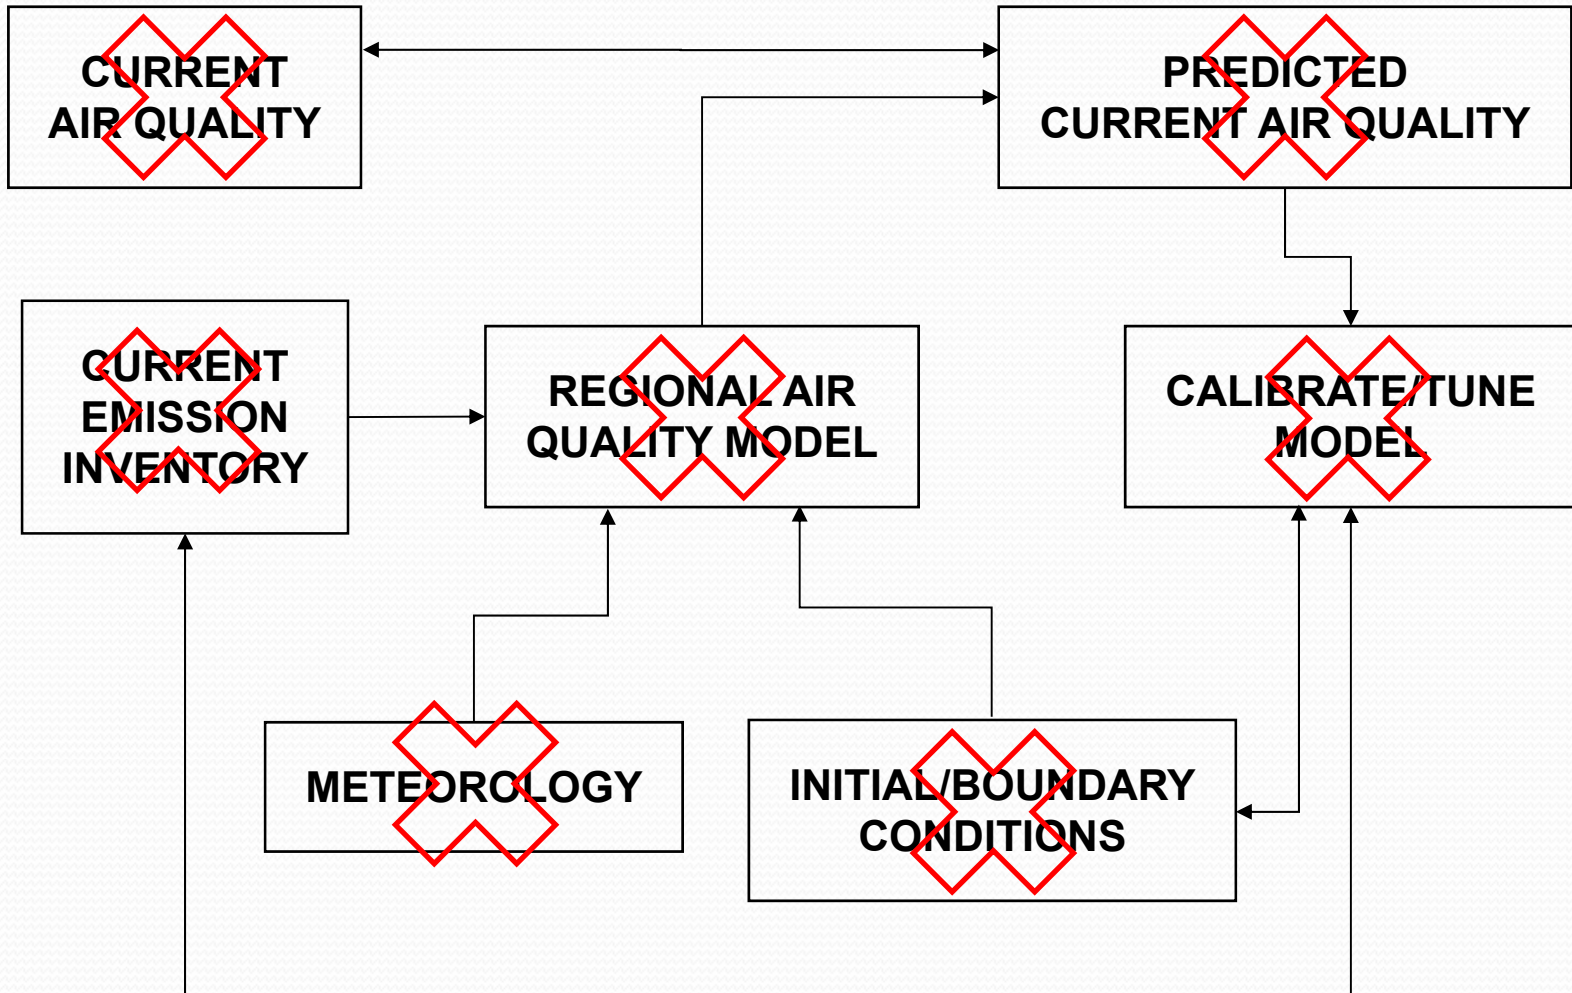 CURRENT
AIR QUALITY
PREDICTED
CURRENT AIR QUALITY
CURRENT
EMISSION
INVENTORY
REGIONAL AIR
QUALITY MODEL
CALIBRATE/TUNE
MODEL
METEOROLOGY
INITIAL/BOUNDARY
CONDITIONS